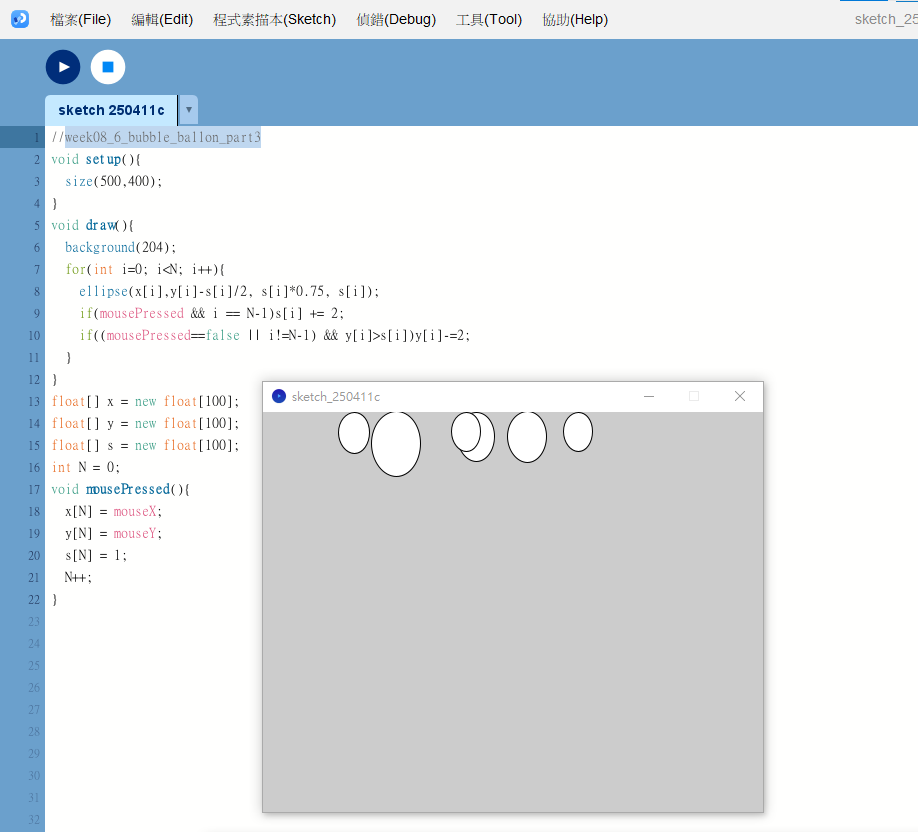 檔案(File) 編輯(Edit) 程式素描本(Sketch) 偵錯(Debug) 工具(Tool) 協助(Help) sketch_25
sketch 250411c
1 //week08_6_bubble_ballon_part3
2 void setup(){
3 size(500,400);
4 }
5 void draw(){
6 background(204);
7 for(int i=0; i<N; i++){
8 ellipse(x[i],y[i]-s[i]/2, s[i]*0.75, s[i]);
9 if(mousePressed && i == N-1)s[i] += 2;
10 if((mousePressed==false || i!=N-1) && y[i]>s[i])y[i]-=2;
11 }
12 }
13 float[] x = new float[100];
14 float[] y = new float[100];
15 float[] s = new float[100];
16 int N = 0;
17 void mousePressed(){
18 x[N] = mouseX;
19 y[N] = mouseY;
20 s[N] = 1;
21 N++;
22 }
23
24
25
26
27
28
29
30
31
32
sketch_250411c